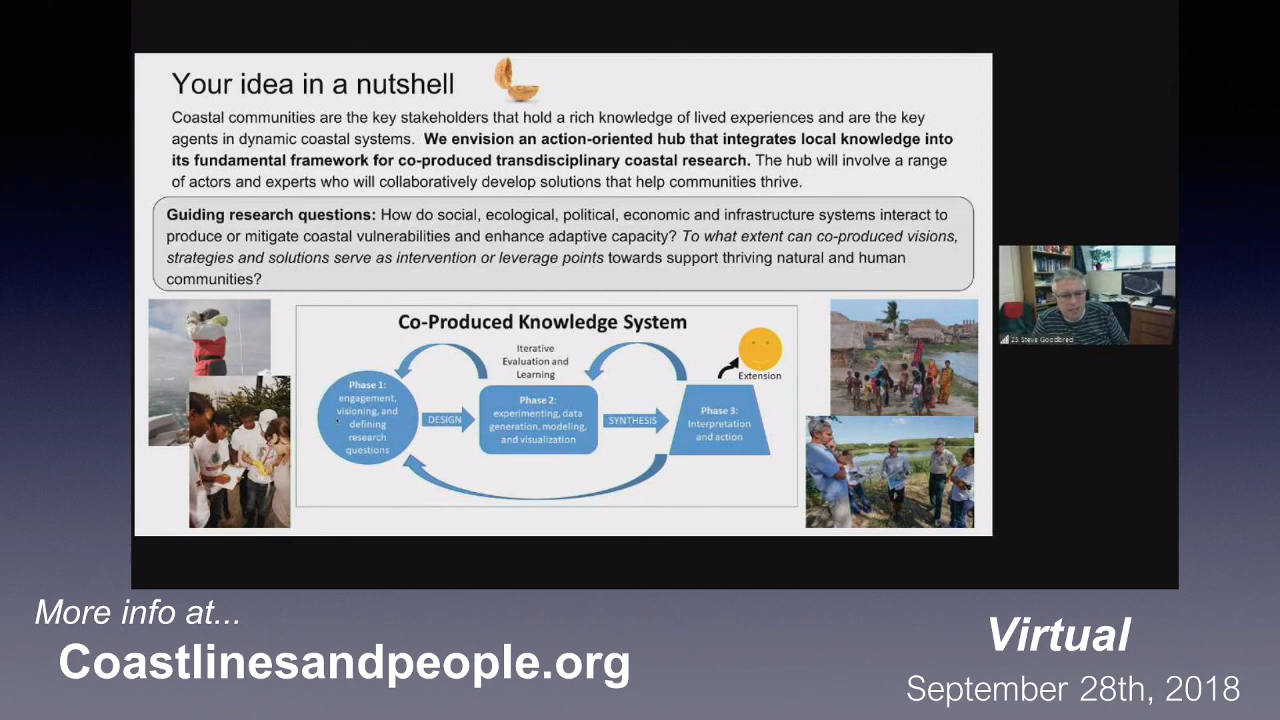 Your idea in a nutshell
Coastal communities are the key stakeholders that hold a rich knowledge of lived experiences and are the key
agents in dynamic coastal systems. We envision an action-oriented hub that integrates local knowledge into
its fundamental framework for co-produced transdisciplinary coastal research. The hub will involve a range
of actors and experts who will collaboratively develop solutions that help communities thrive.
Guiding research questions: How do social, ecological, political, economic and infrastructure systems interact to
produce or mitigate coastal vulnerabilities and enhance adaptive capacity? To what extent can co-produced visions,
strategies and solutions serve as intervention or leverage points towards support thriving natural and human
communities?
Co-Produced Knowledge System
Iterative
Evaluation and
Learning
Extension
Phase 1:
engagement,
visioning, and
defining
research
questions
DESIGN
Phase 2:
experimenting, data
generation, modeling,
and visualization
SYNTHESIS
Phase 3:
Interpretation
and action
25 Steve Goodbred
More info at...
Coastlinesandpeople.org
Virtual
September 28th, 2018